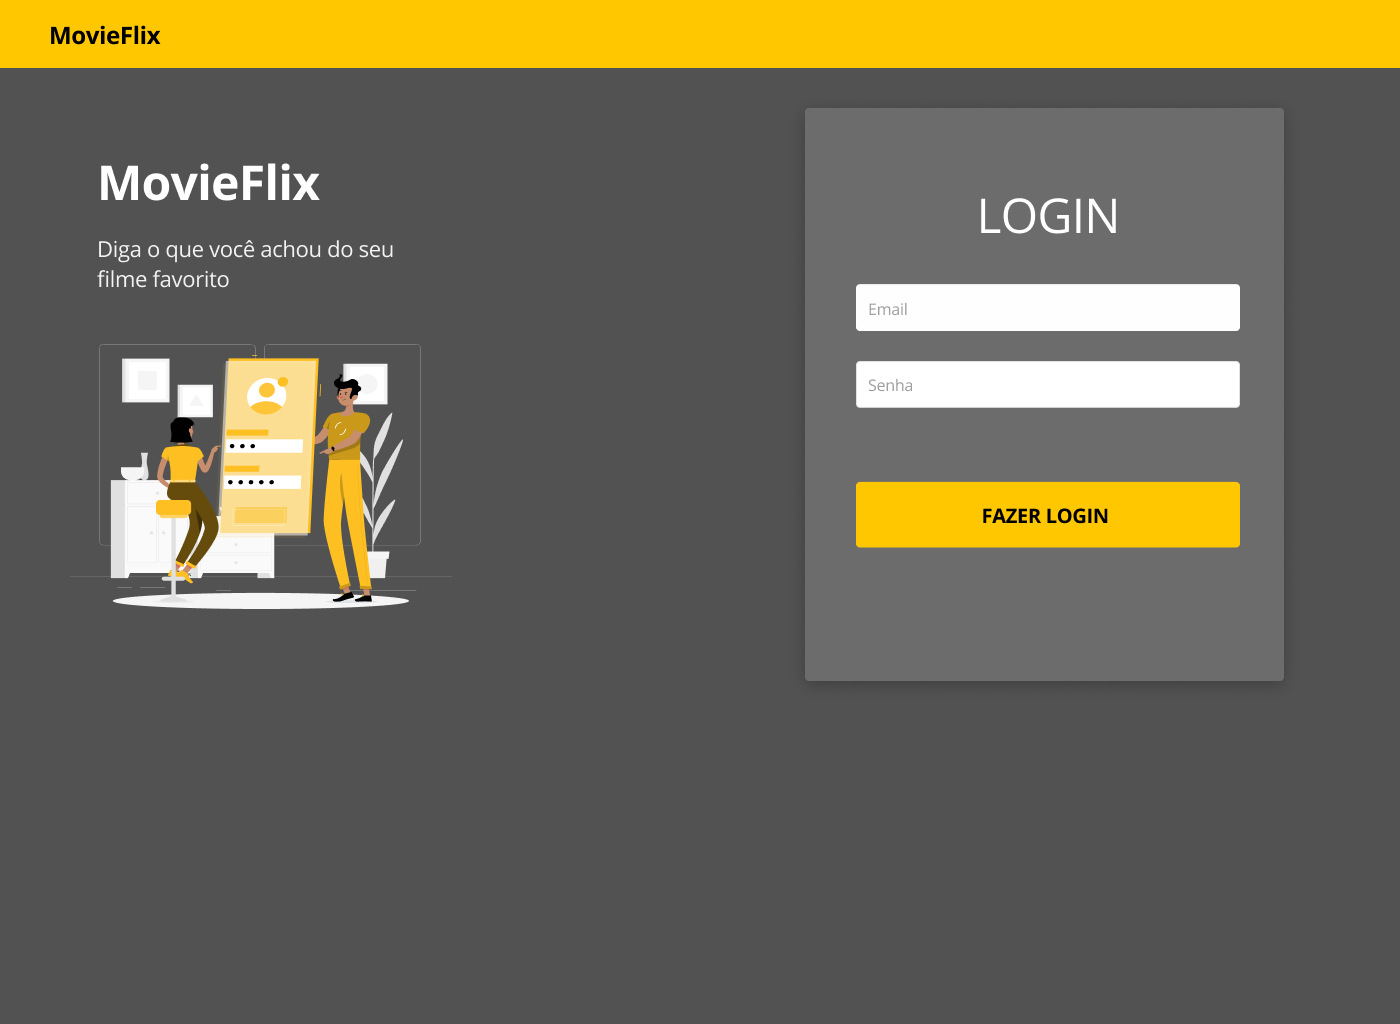 MovieFlix
MovieFlix
Diga o que você achou do seu
filme favorito
LOGIN
Email
Senha
FAZER LOGIN